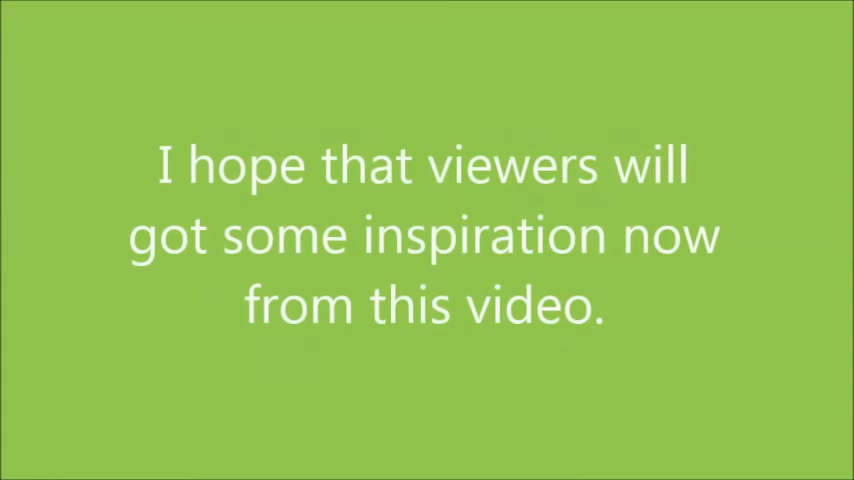 I hope that viewers will
got some inspiration now
from this video.